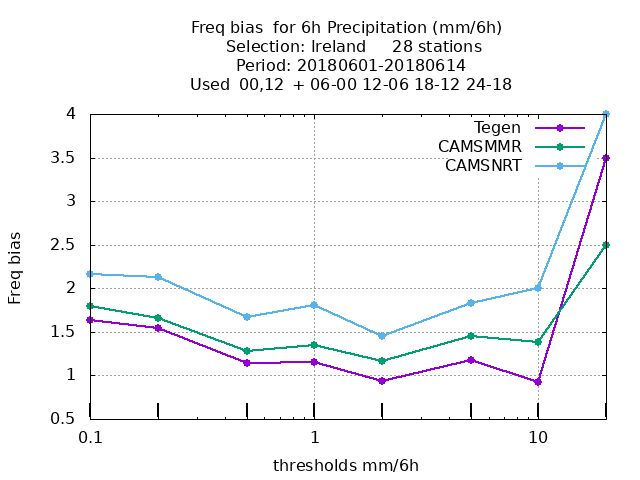 Freq bias  for 6h Precipitation (mm/6h)
Selection: Ireland     28 stations
Period: 20180601-20180614
Used  00,12  + 06-00 12-06 18-12 24-18
Tegen
CAMSMMR
CAMSNRT
4
3.5
3
2.5
2
1.5
1
0.5
Freq bias
0.1 1 10
thresholds mm/6h